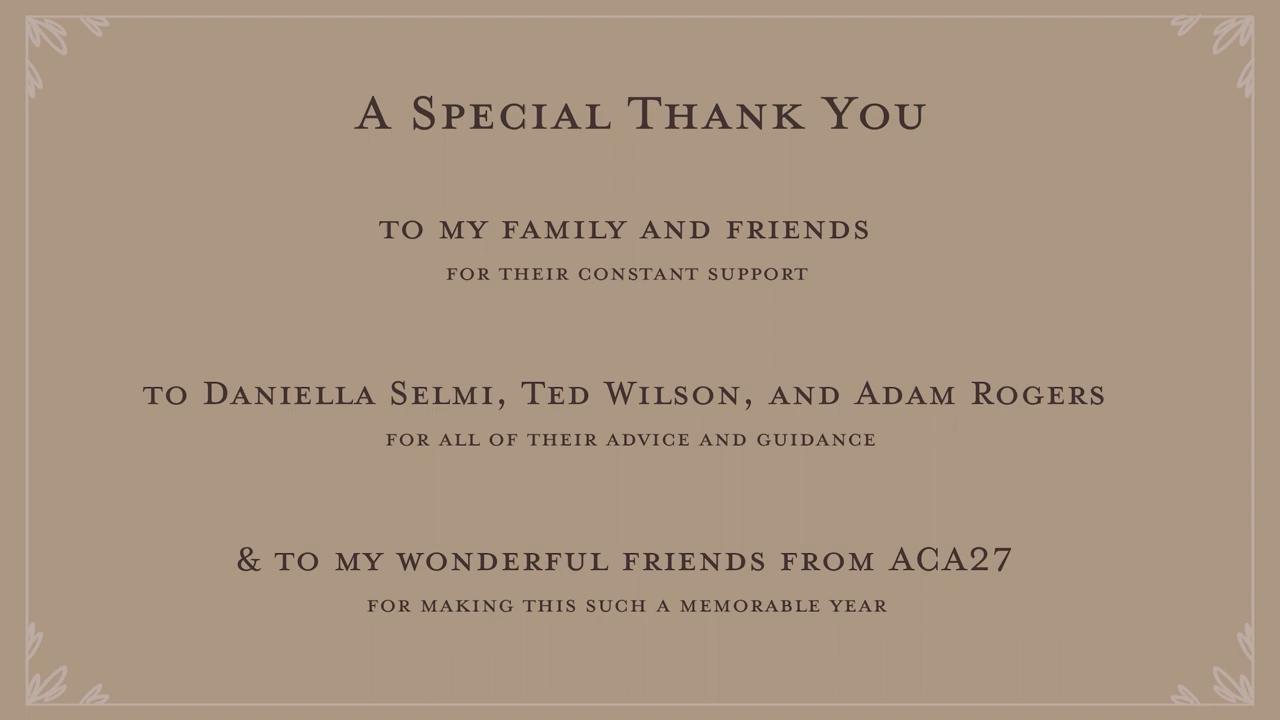 A Special Thank You
to my family and friends
for their constant support
to Daniella Selmi, Ted Wilson, and Adam Rogers
for all of their advice and guidance
& to my wonderful friends from ACA27
for making this such a memorable year